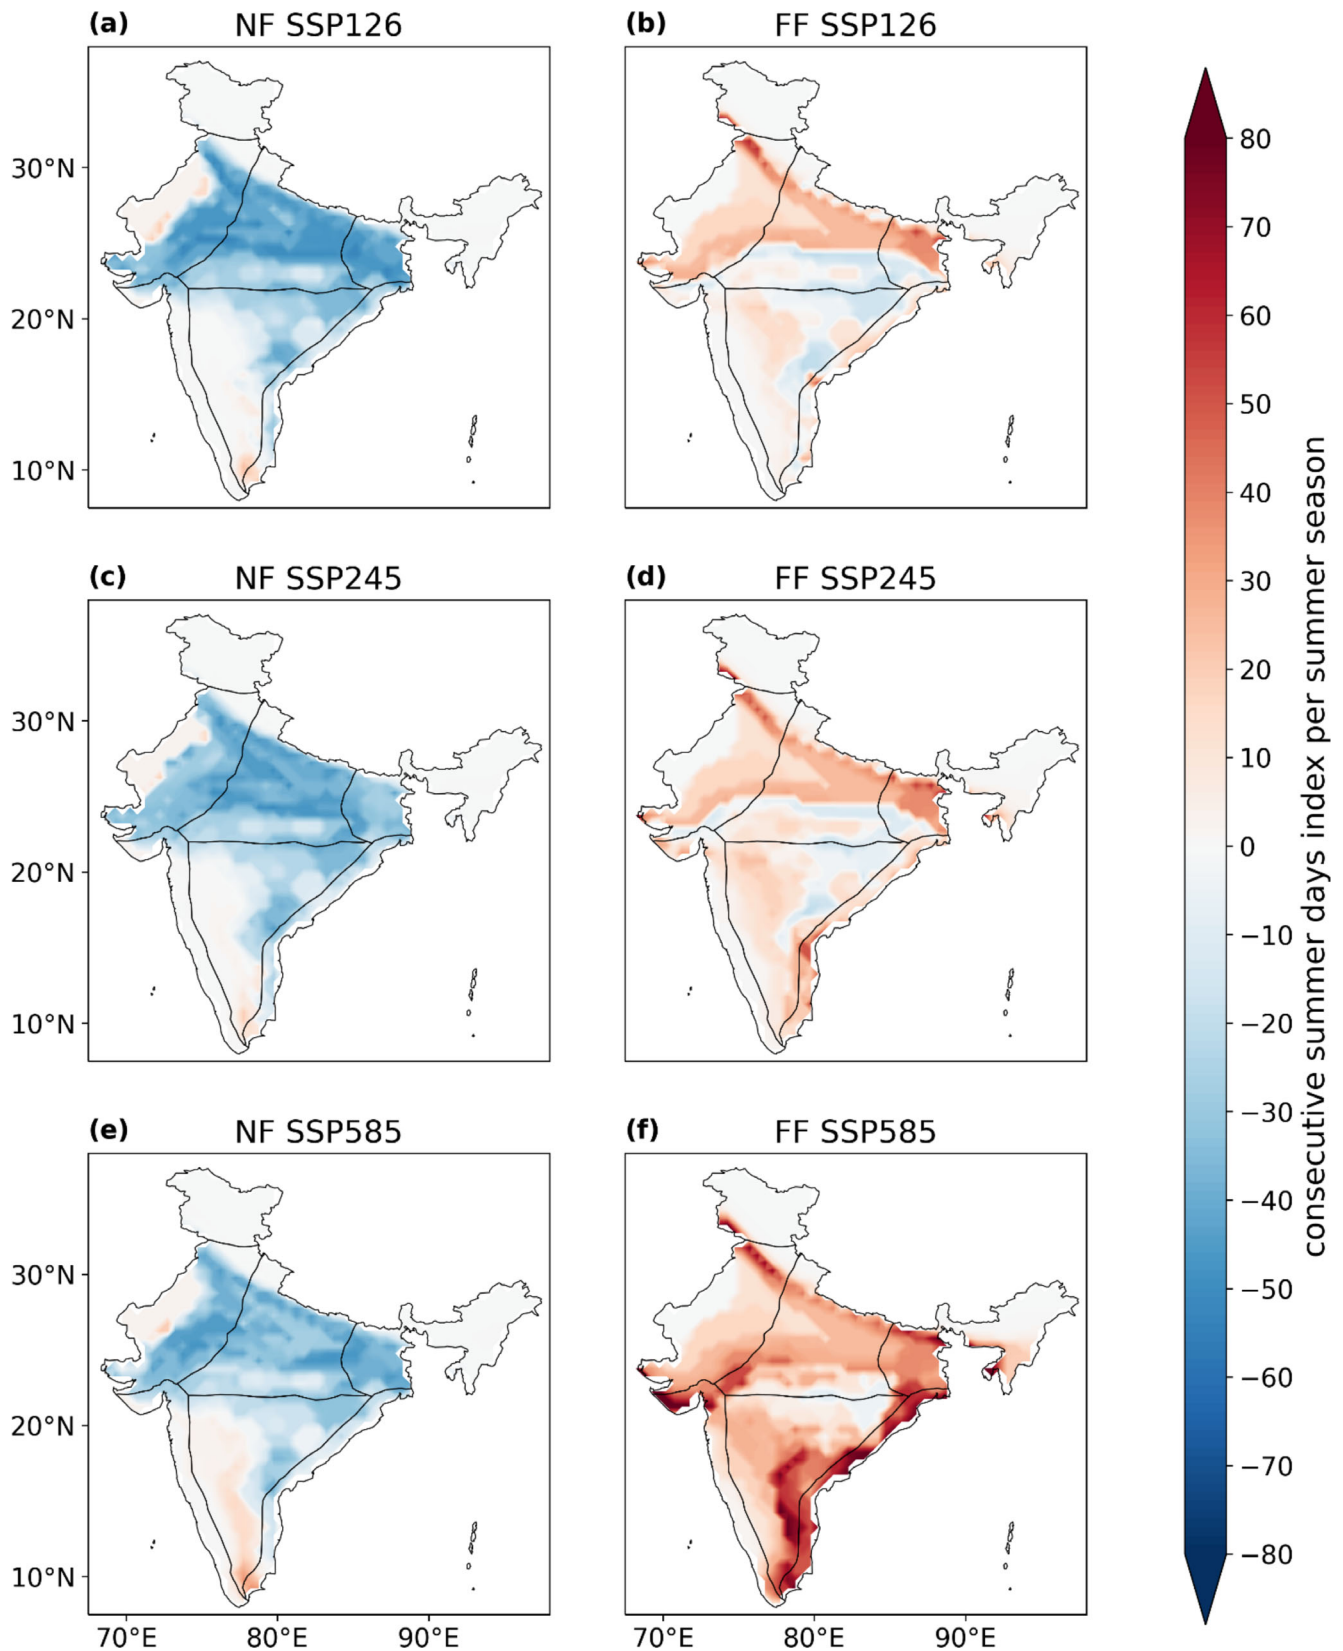 (a) NF SSP126
(b) FF SSP126
30°N
20°N
10°N
(c) NF SSP245
(d) FF SSP245
30°N
20°N
10°N
(e) NF SSP585
(f) FF SSP585
30°N
20°N
10°N
70°E 80°E 90°E
70°E 80°E 90°E
80
70
60
50
40
30
20
10
0
−10
−20
−30
−40
−50
−60
−70
−80
consecutive summer days index per summer season